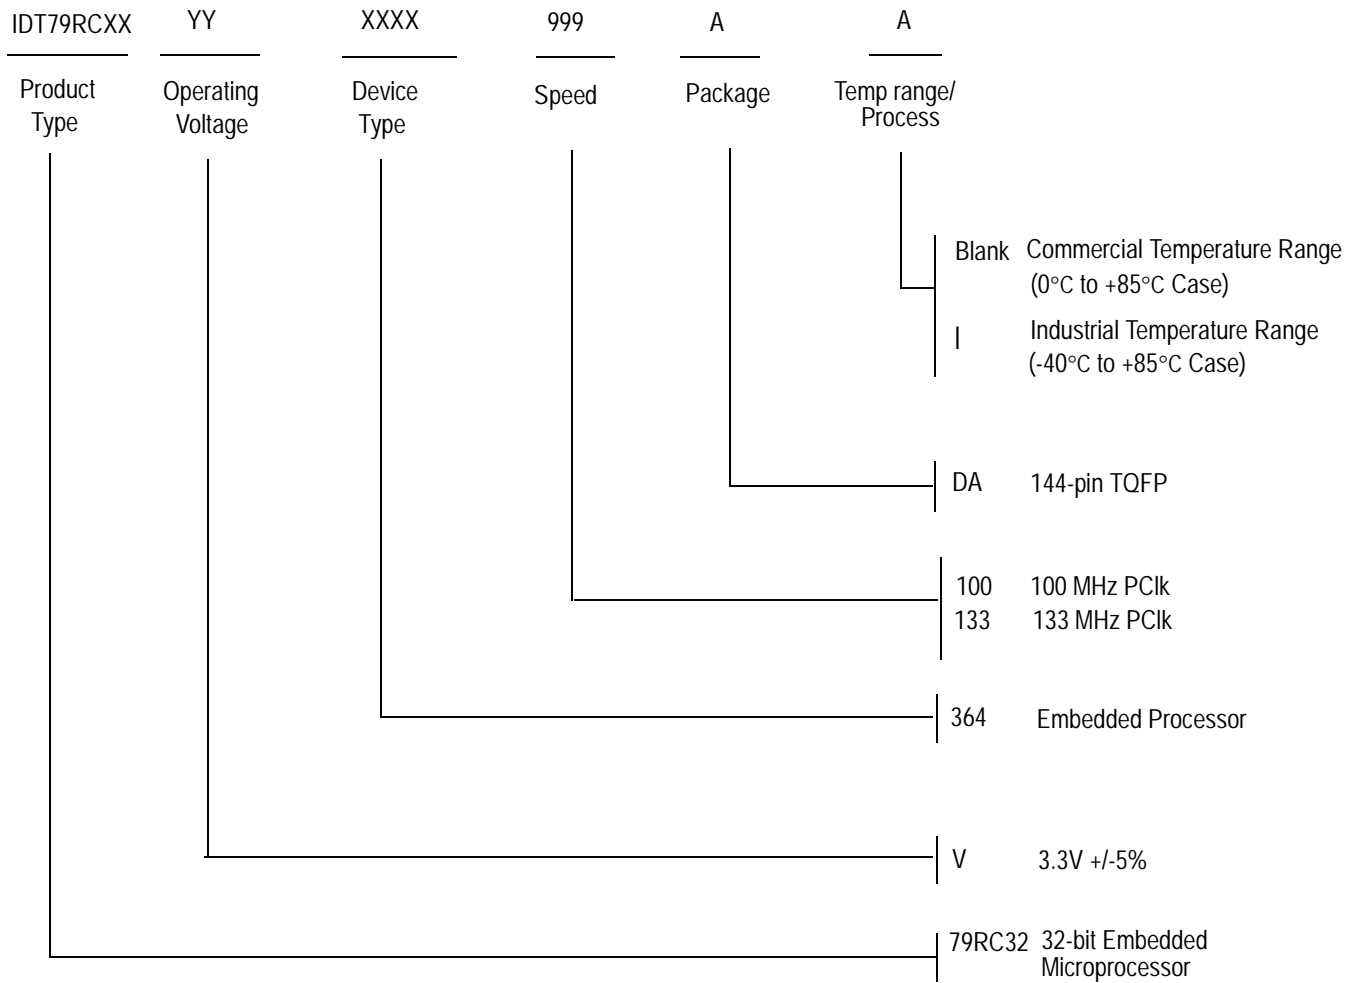 IDT79RCXX YY XXXX 999 A A
Product Type
Operating Voltage
Device Type
Speed
Package
Temp range/ Process
Blank Commercial Temperature Range
(0°C to +85°C Case)
I Industrial Temperature Range
(-40°C to +85°C Case)
DA 144-pin TQFP
100 100 MHz PClk
133 133 MHz PClk
364 Embedded Processor
V 3.3V +/-5%
79RC32 32-bit Embedded
Microprocessor